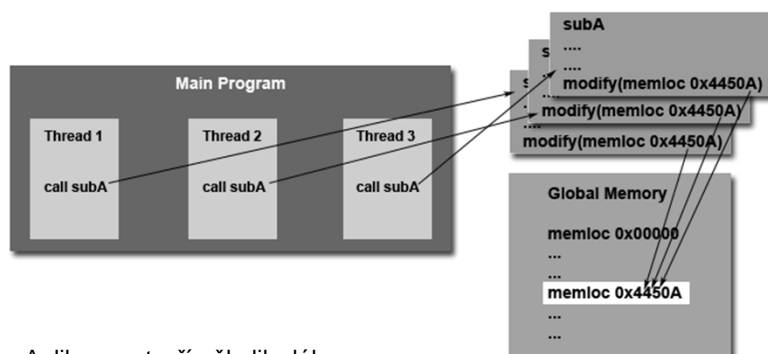 Main Program
Thread 1
call subA
Thread 2
call subA
Thread 3
call subA
subA
....
....
modify(memloc 0x4450A)
s
modify(memloc 0x4450A)
s
....
modify(memloc 0x4450A)
Global Memory
memloc 0x00000
...
...
memloc 0x4450A
...
...